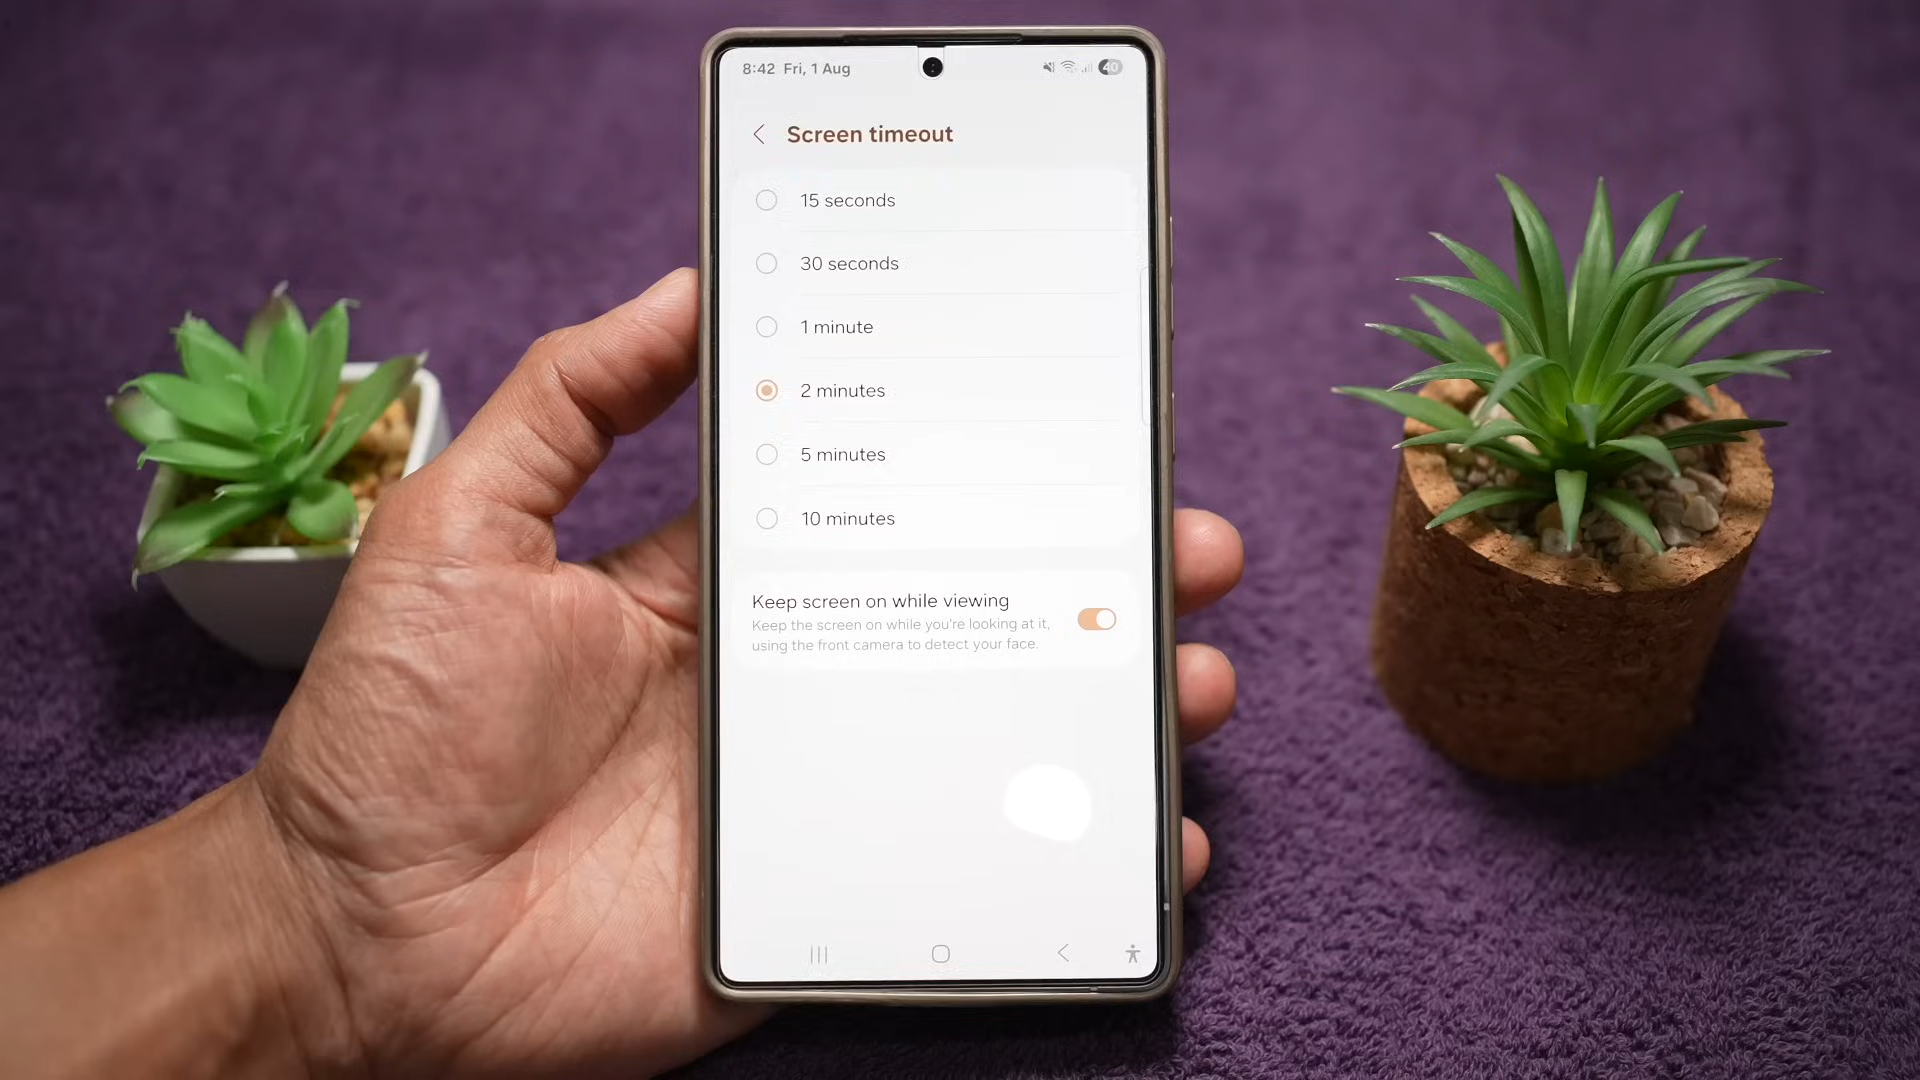 8:42 Fri, 1 Aug
40
Screen timeout
15 seconds
30 seconds
1 minute
2 minutes
5 minutes
10 minutes
Keep screen on while viewing
Keep the screen on while you're looking at it,
using the front camera to detect your face.